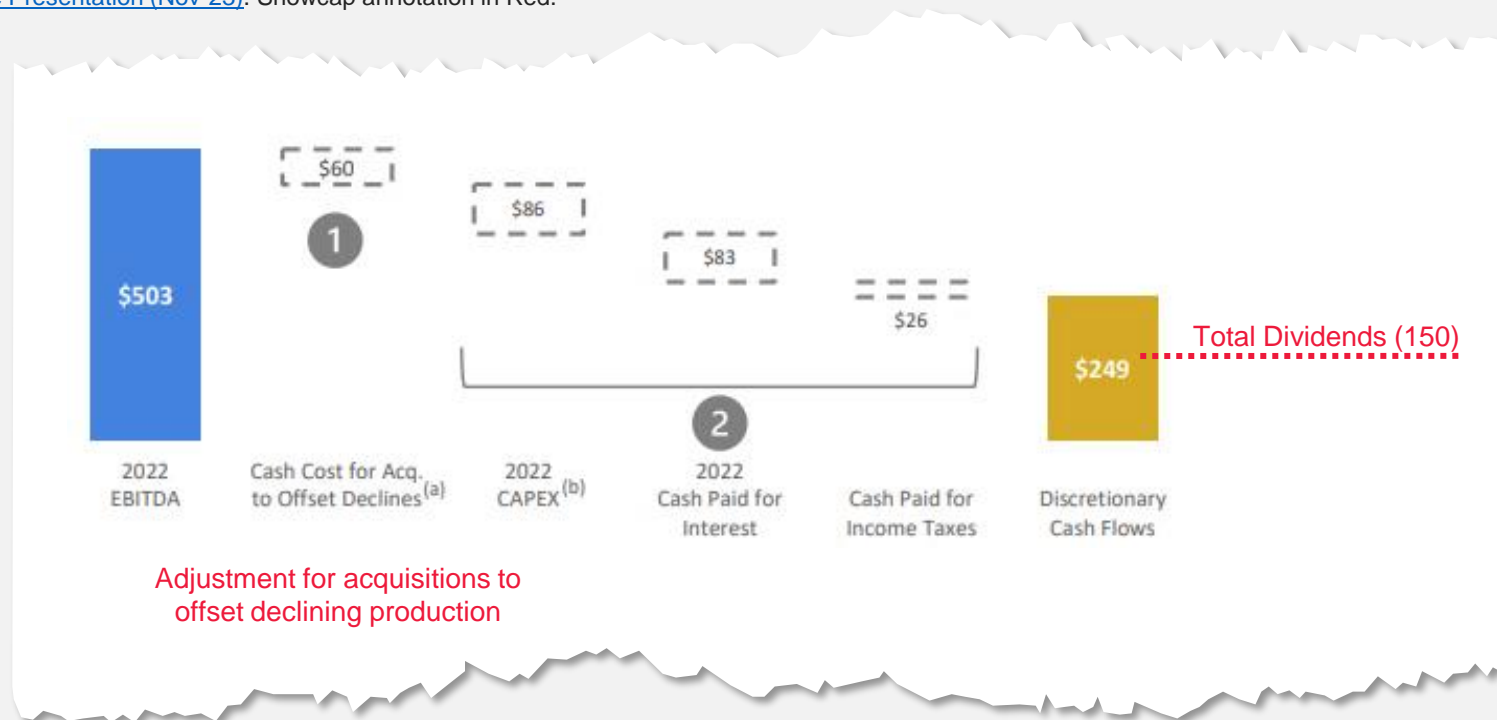 Presentation (Nov-23). Snowcap annotation in Red.
$60
$86
1
$83
$503
$26
Total Dividends (150)
$249
2
2022
EBITDA
Cash Cost for Acq.
to Offset Declines(a)
2022
CAPEX(b)
2022
Cash Paid for
Interest
Cash Paid for
Income Taxes
Discretionary
Cash Flows
Adjustment for acquisitions to
offset declining production